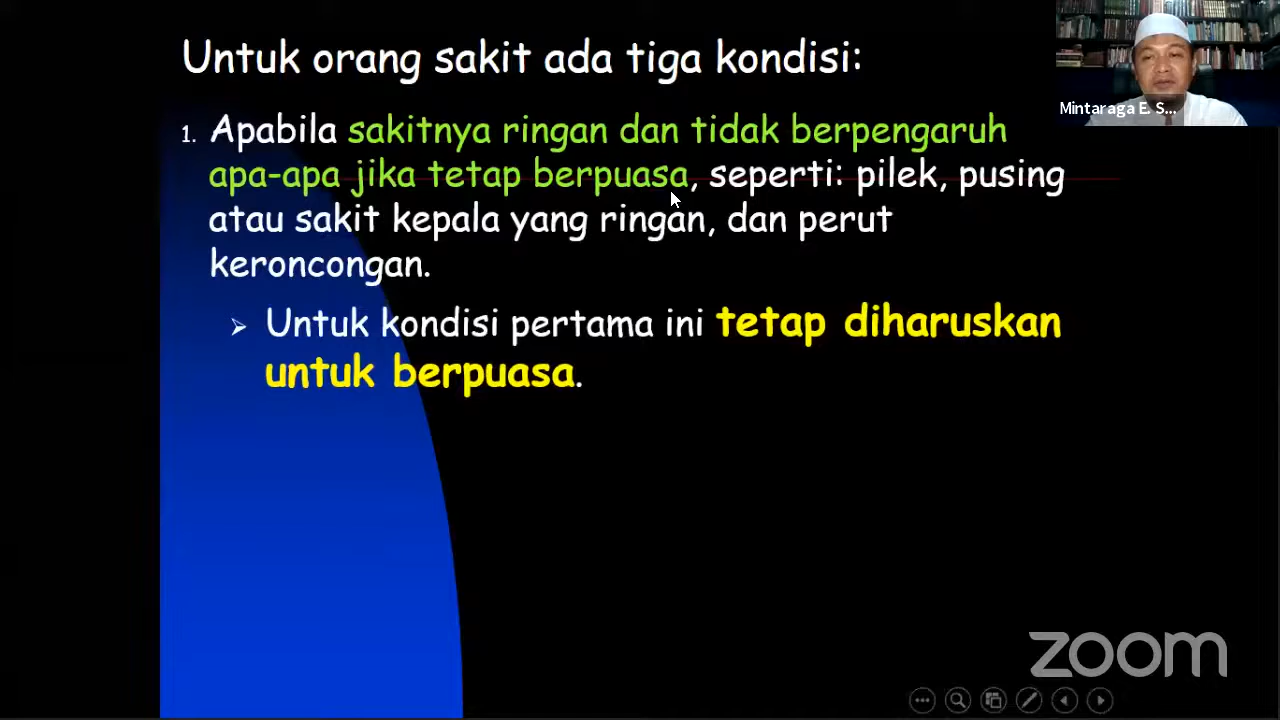 Untuk orang sakit ada tiga kondisi:
Mintaraga E. S...
1. Apabila sakitnya ringan dan tidak berpengaruh
apa-apa jika tetap berpuasa, seperti: pilek, pusing
atau sakit kepala yang ringan, dan perut
keroncongan.
➢ Untuk kondisi pertama ini tetap diharuskan
untuk berpuasa.
zoom